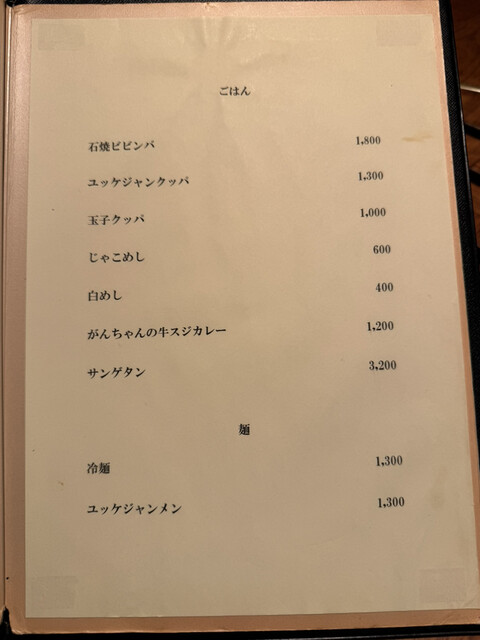 ごはん
石焼ビビンバ 1,800
ユッケジャンクッパ 1,300
玉子クッパ 1,000
じゃこめし 600
白めし 400
がんちゃんの牛スジカレー 1,200
サンゲタン 3,200
麺
冷麺 1,300
ユッケジャンメン 1,300